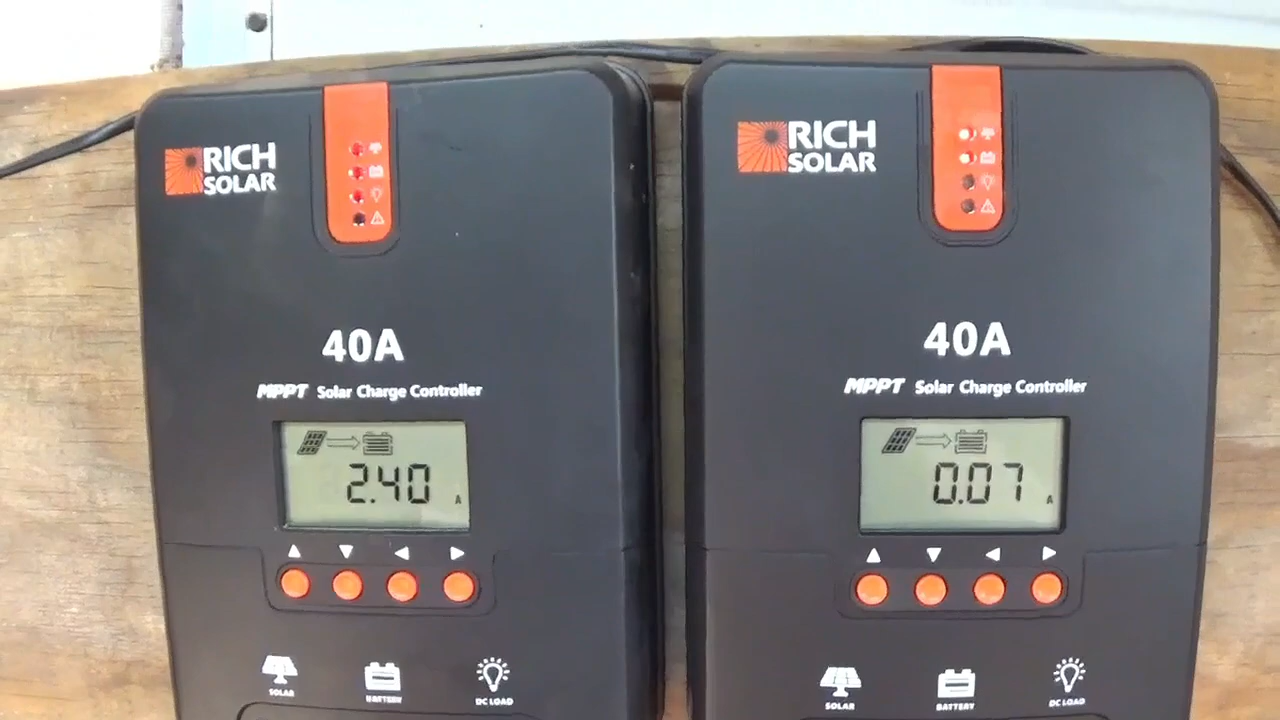 RICH
SOLAR
40A
MPPT Solar Charge Controller
2.40 A
SOLAR
BATTERY
DC LOAD
RICH
SOLAR
40A
MPPT Solar Charge Controller
0.07 A
SOLAR
BATTERY
DC LOAD